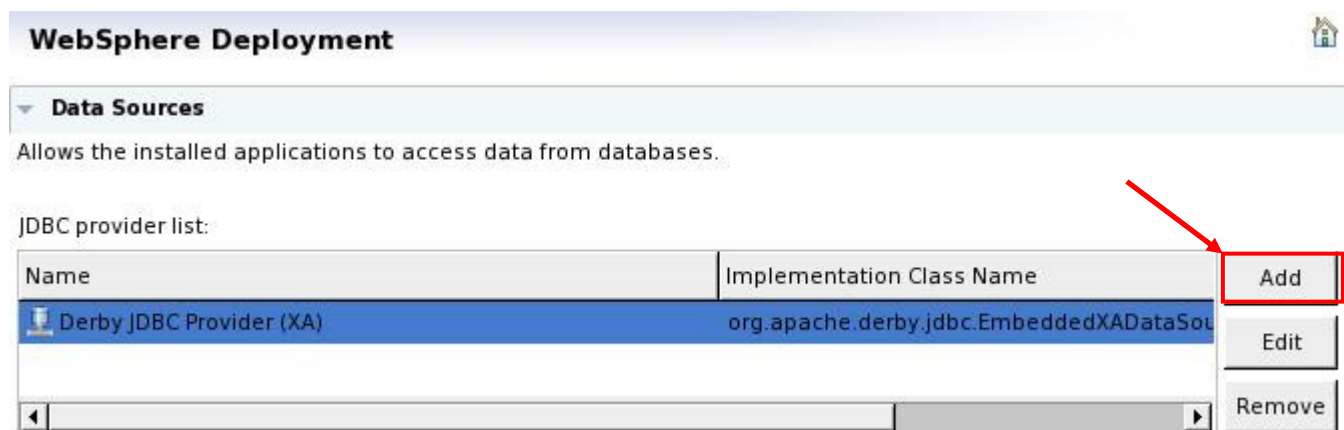 WebSphere Deployment
Data Sources
Allows the installed applications to access data from databases.
JDBC provider list:
Name Implementation Class Name Add
Derby JDBC Provider (XA) org.apache.derby.jdbc.EmbeddedXADataSou
Edit
Remove